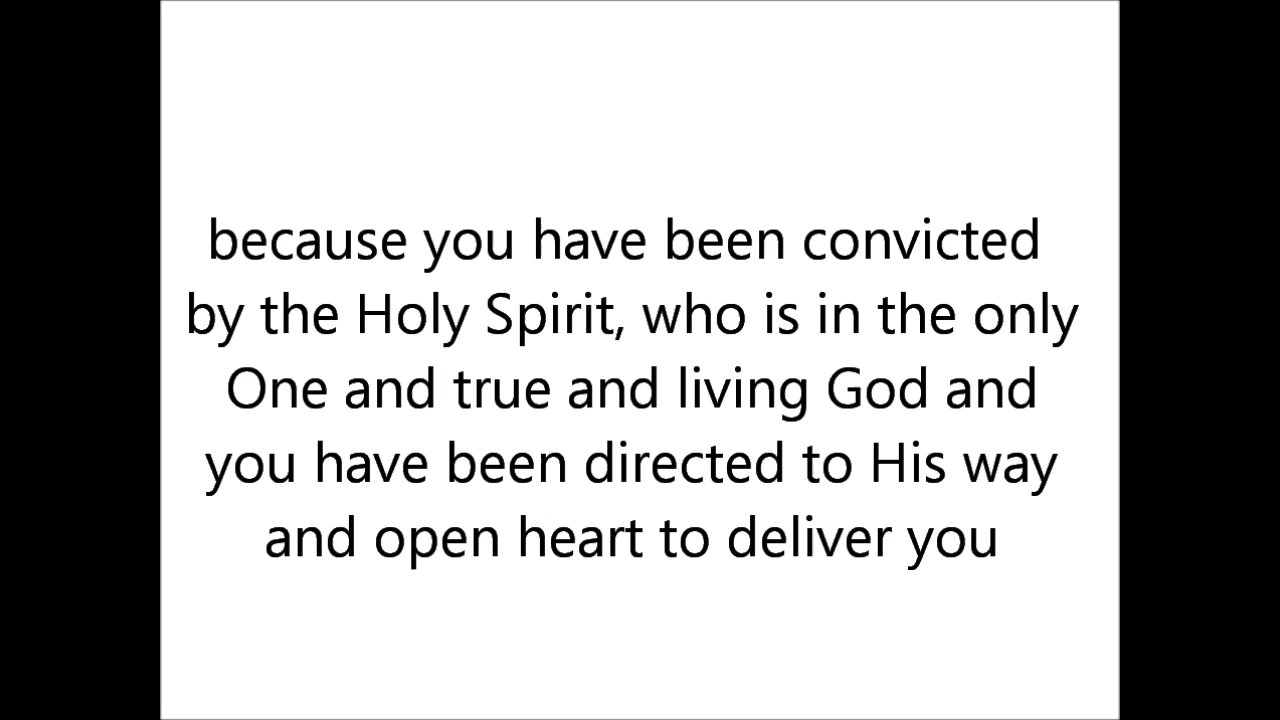 because you have been convicted
by the Holy Spirit, who is in the only
One and true and living God and
you have been directed to His way
and open heart to deliver you